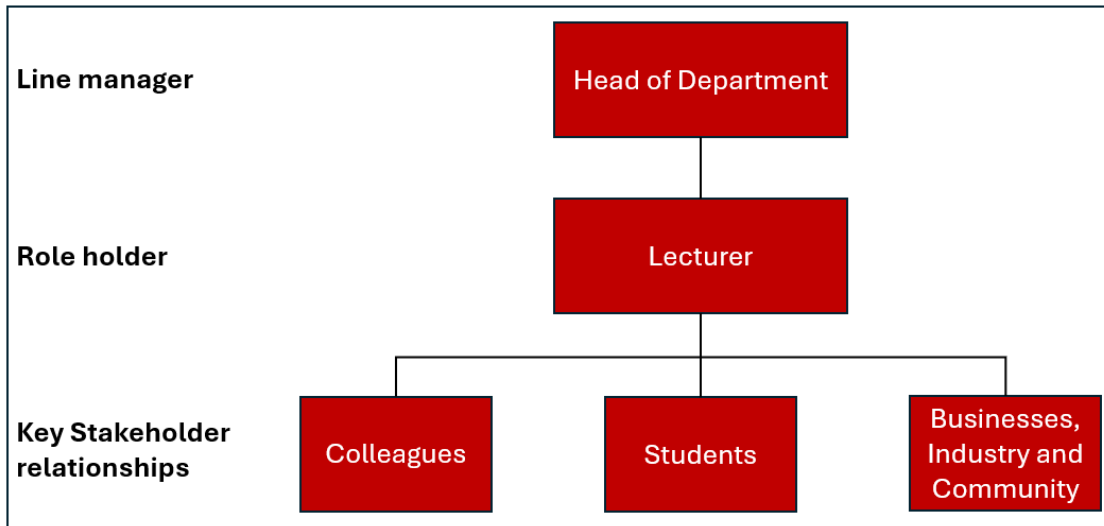 Line manager
Head of Department
Role holder
Lecturer
Key Stakeholder
relationships
Colleagues
Students
Businesses,
Industry and
Community